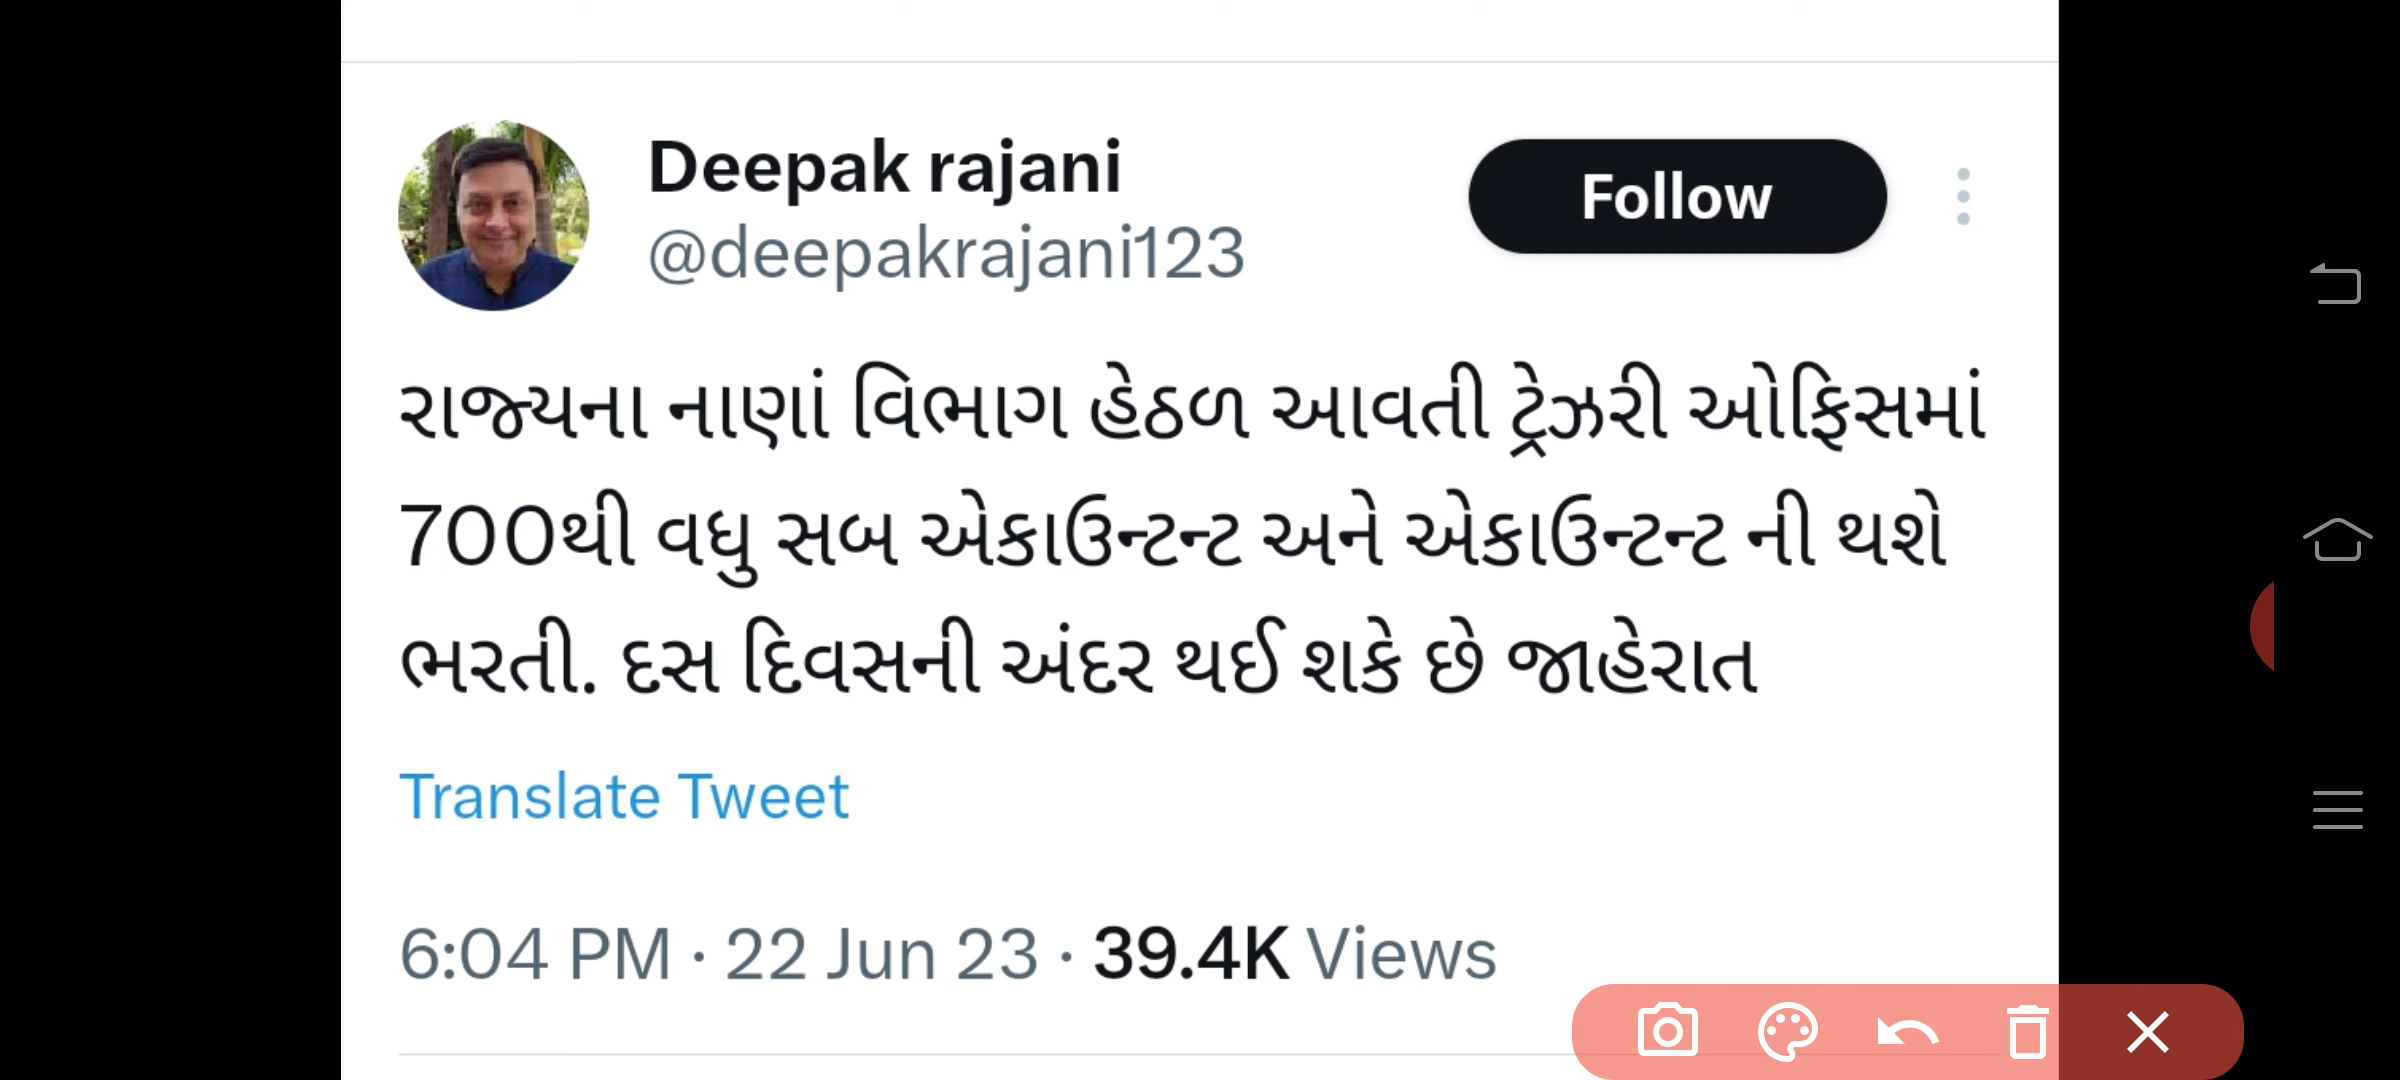 Deepak rajani
@deepakrajani123
Follow
રાજ્યના નાણાં વિભાગ હેઠળ આવતી ટ્રેઝરી ઓફિસમાં
700થી વધુ સબ એકાઉન્ટન્ટ અને એકાઉન્ટન્ટ ની થશે
ભરતી. દસ દિવસની અંદર થઈ શકે છે જાહેરાત
Translate Tweet
6:04 PM · 22 Jun 23 · 39.4K Views